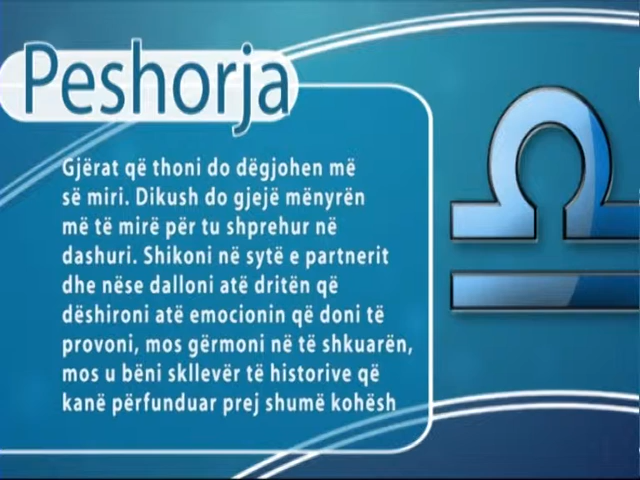 Peshorja
Gjërat që thoni do dëgjohen më
së miri. Dikush do gjejë mënyrën
më të mirë për tu shprehur në
dashuri. Shikoni në sytë e partnerit
dhe nëse dalloni atë dritën që
dëshironi atë emocionin që doni të
provoni, mos gërmoni në të shkuarën,
mos u bëni skllevër të historive që
kanë përfunduar prej shumë kohësh